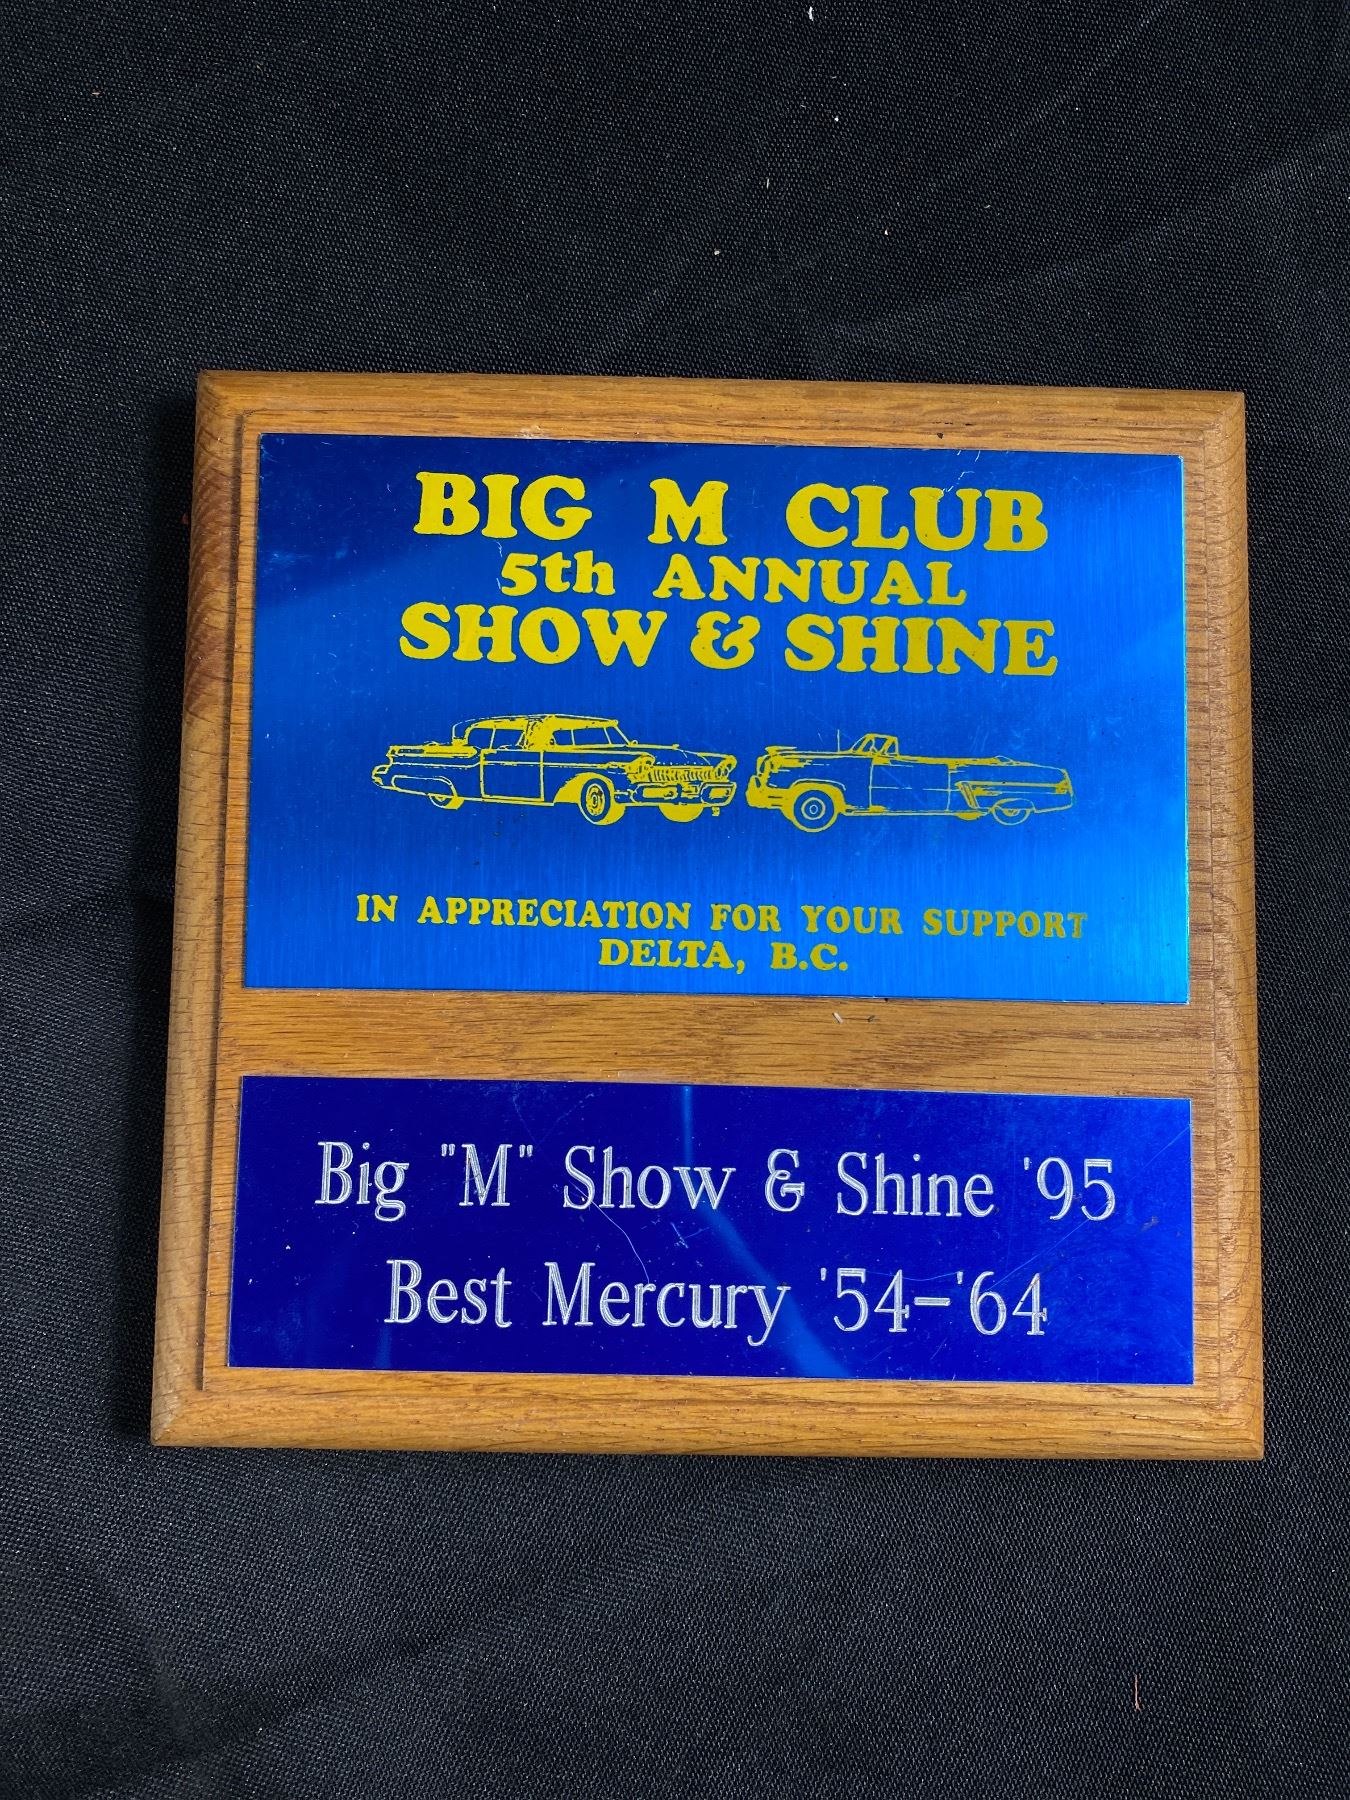 BIG M CLUB
5th ANNUAL
SHOW & SHINE
IN APPRECIATION FOR YOUR SUPPORT
DELTA, B.C.
Big "M" Show & Shine '95
Best Mercury '54-'64